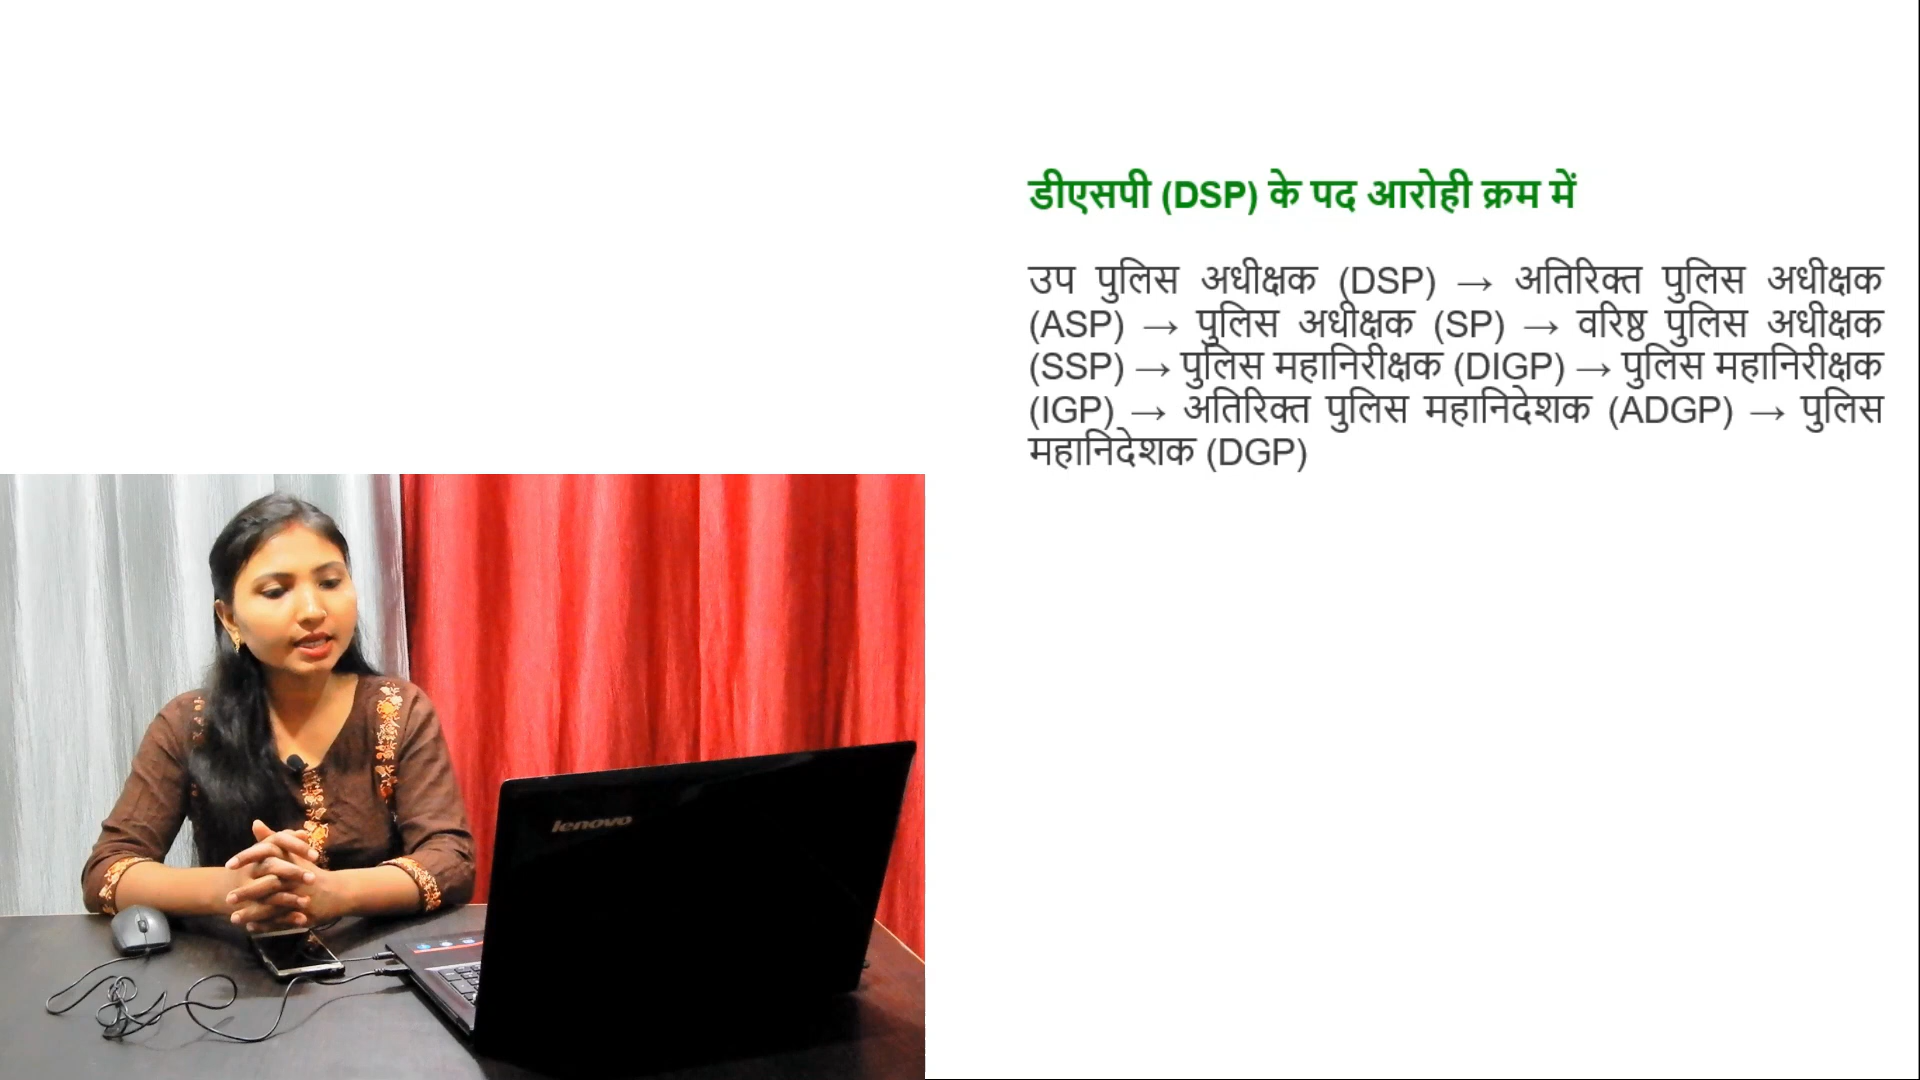 डीएसपी (DSP) के पद आरोही क्रम में
उप पुलिस अधीक्षक (DSP) → अतिरिक्त पुलिस अधीक्षक
(ASP) → पुलिस अधीक्षक (SP) → वरिष्ठ पुलिस अधीक्षक
(SSP) → पुलिस महानिरीक्षक (DIGP) → पुलिस महानिरीक्षक
(IGP) → अतिरिक्त पुलिस महानिदेशक (ADGP) → पुलिस
महानिदेशक (DGP)
lenovo